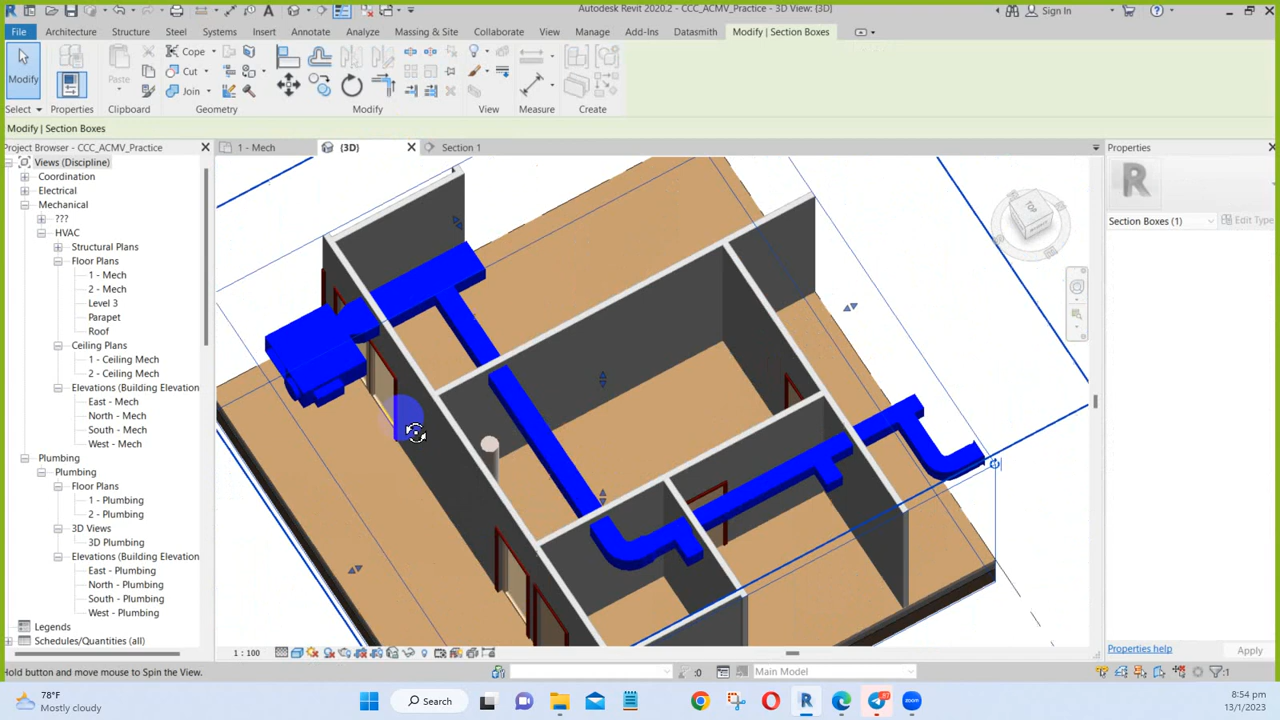 Autodesk Revit 2020.2 - CCC_ACMV_Practice - 3D View: {3D}
Sign In
File Architecture Structure Steel Systems Insert Annotate Analyze Massing & Site Collaborate View Manage Add-Ins Datasmith Modify | Section Boxes
Modify
Paste
Cope
Cut
Join
Select Properties Clipboard Geometry Modify View Measure Create
Modify | Section Boxes
Project Browser - CCC_ACMV_Practice
1 - Mech
{3D}
Section 1
Properties
Views (Discipline)
Coordination
Electrical
Mechanical
???
HVAC
Structural Plans
Floor Plans
1 - Mech
2 - Mech
Level 3
Parapet
Roof
Ceiling Plans
1 - Ceiling Mech
2 - Ceiling Mech
Elevations (Building Elevation
East - Mech
North - Mech
South - Mech
West - Mech
Plumbing
Plumbing
Floor Plans
1 - Plumbing
2 - Plumbing
3D Views
3D Plumbing
Elevations (Building Elevation
East - Plumbing
North - Plumbing
South - Plumbing
West - Plumbing
Legends
Schedules/Quantities (all)
R
Section Boxes (1)
Edit Type
Properties help
Apply
1 : 100
Hold button and move mouse to Spin the View.
:0
Main Model
:1
78°F
Mostly cloudy
Search
R
zoom
8:54 pm
13/1/2023